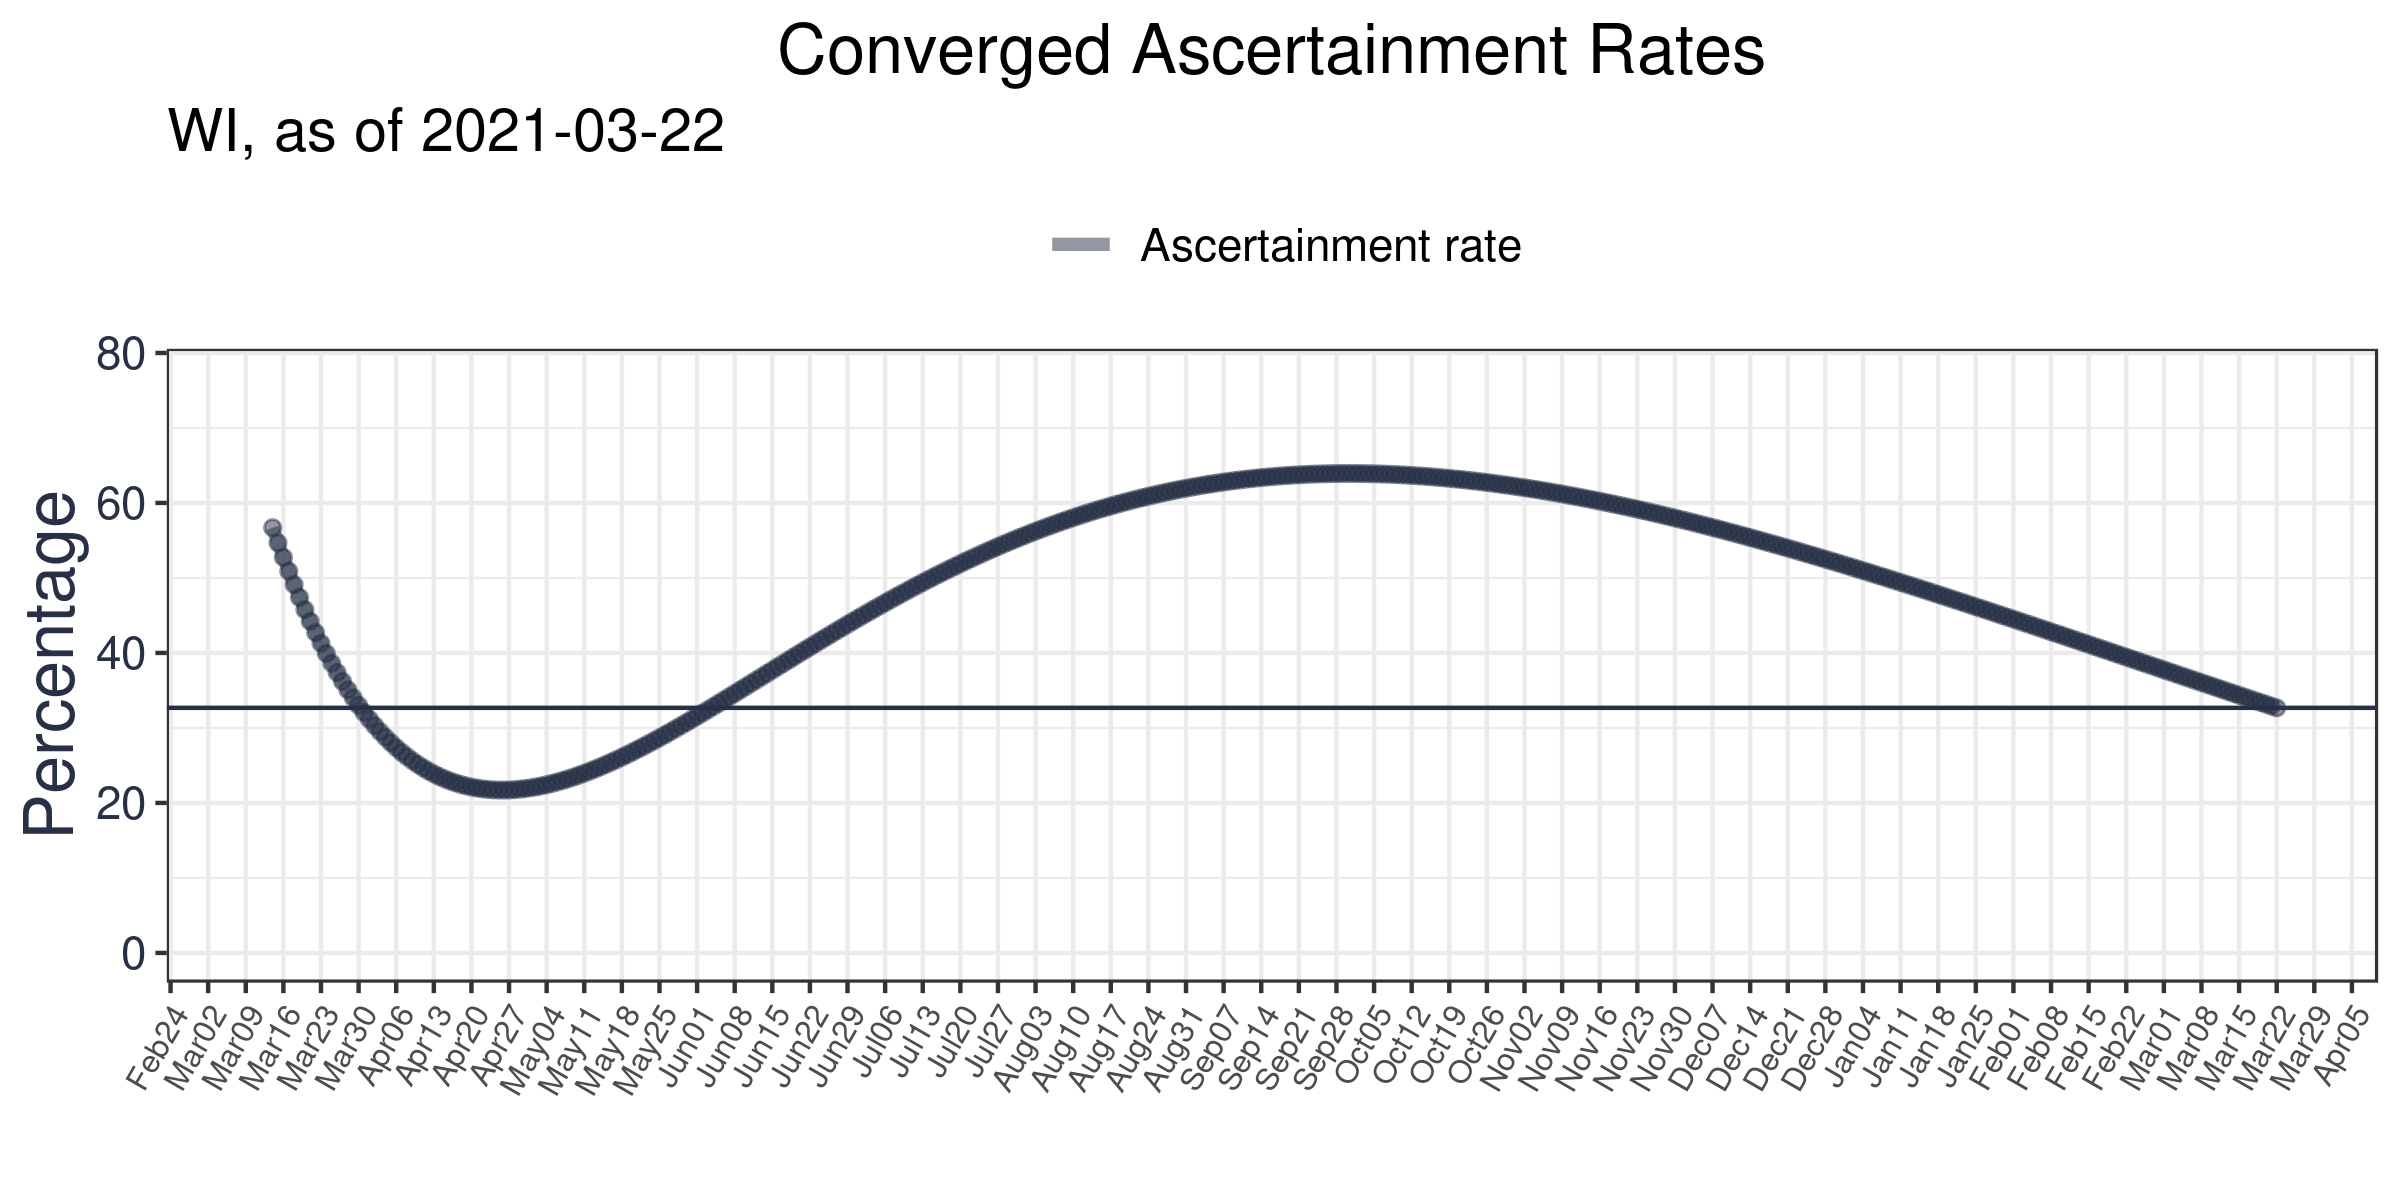 Converged Ascertainment Rates
WI, as of 2021-03-22
Ascertainment rate
Percentage
80
60
40
20
0
Feb24 Mar02 Mar09 Mar16 Mar23 Mar30 Apr06 Apr13 Apr20 Apr27 May04 May11 May18 May25 Jun01 Jun08 Jun15 Jun22 Jun29 Jul06 Jul13 Jul20 Jul27 Aug03 Aug10 Aug17 Aug24 Aug31 Sep07 Sep14 Sep21 Sep28 Oct05 Oct12 Oct19 Oct26 Nov02 Nov09 Nov16 Nov23 Nov30 Dec07 Dec14 Dec21 Dec28 Jan04 Jan11 Jan18 Jan25 Feb01 Feb08 Feb15 Feb22 Mar01 Mar08 Mar15 Mar22 Mar29 Apr05